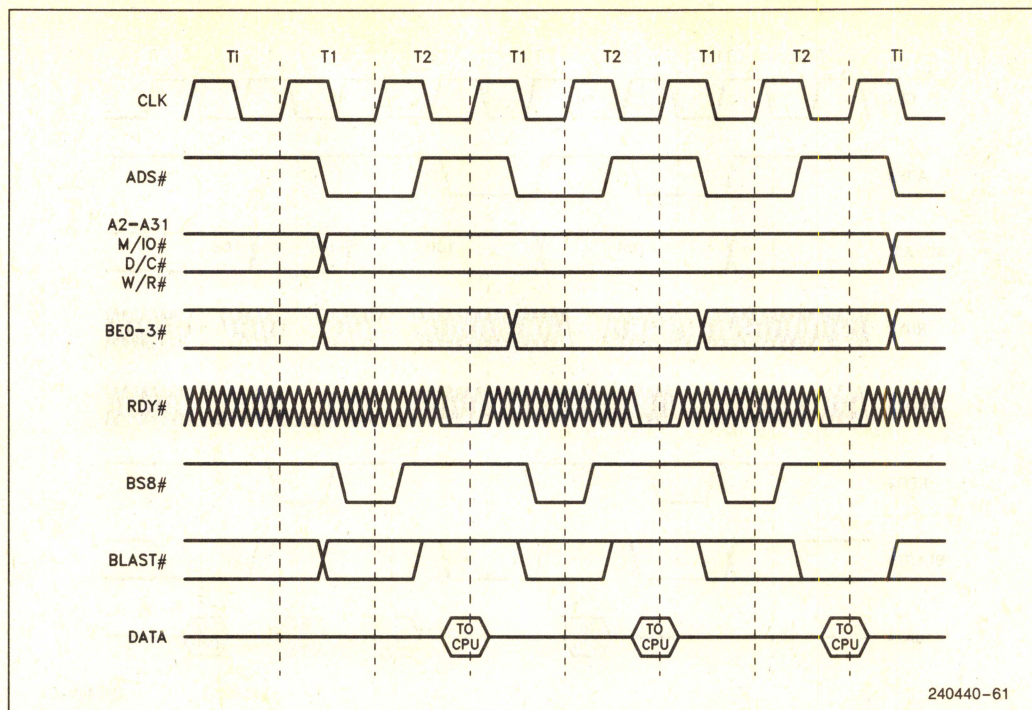 Ti T1 T2 T1 T2 T1 T2 Ti
CLK
ADS#
A2-A31
M/IO#
D/C#
W/R#
BE0-3#
RDY#
BS8#
BLAST#
DATA
TO
CPU
TO
CPU
TO
CPU
240440-61